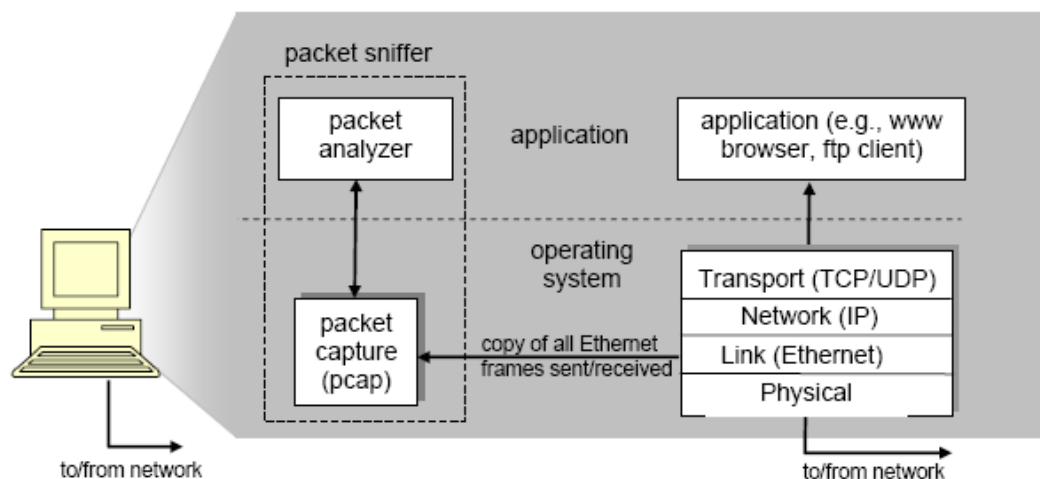 packet sniffer
packet
analyzer
application
application (e.g., www
browser, ftp client)
operating
system
packet
capture
(pcap)
copy of all Ethernet
frames sent/received
Transport (TCP/UDP)
Network (IP)
Link (Ethernet)
Physical
to/from network
to/from network